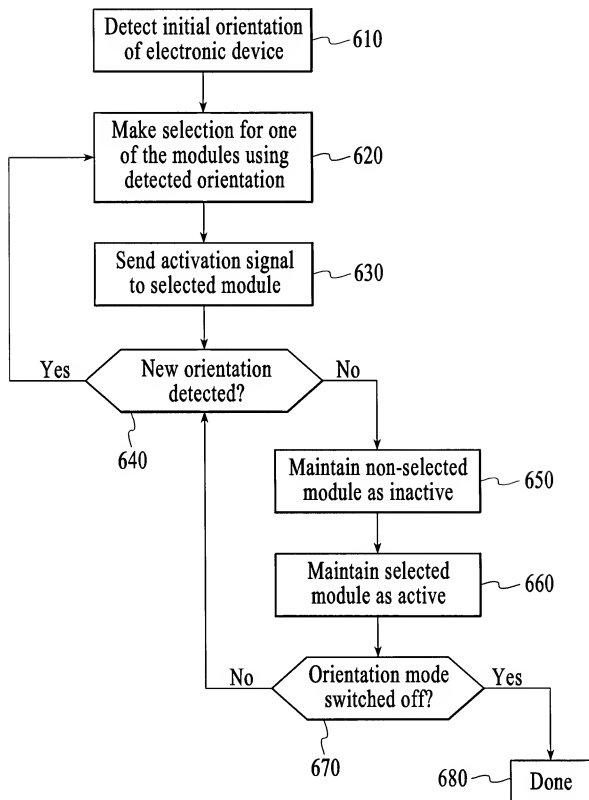 Detect initial orientation
of electronic device
610
Make selection for one
of the modules using
detected orientation
620
Send activation signal
to selected module
630
Yes
New orientation
detected?
No
640
Maintain non-selected
module as inactive
650
Maintain selected
module as active
660
No
Orientation mode
switched off?
Yes
670
680
Done